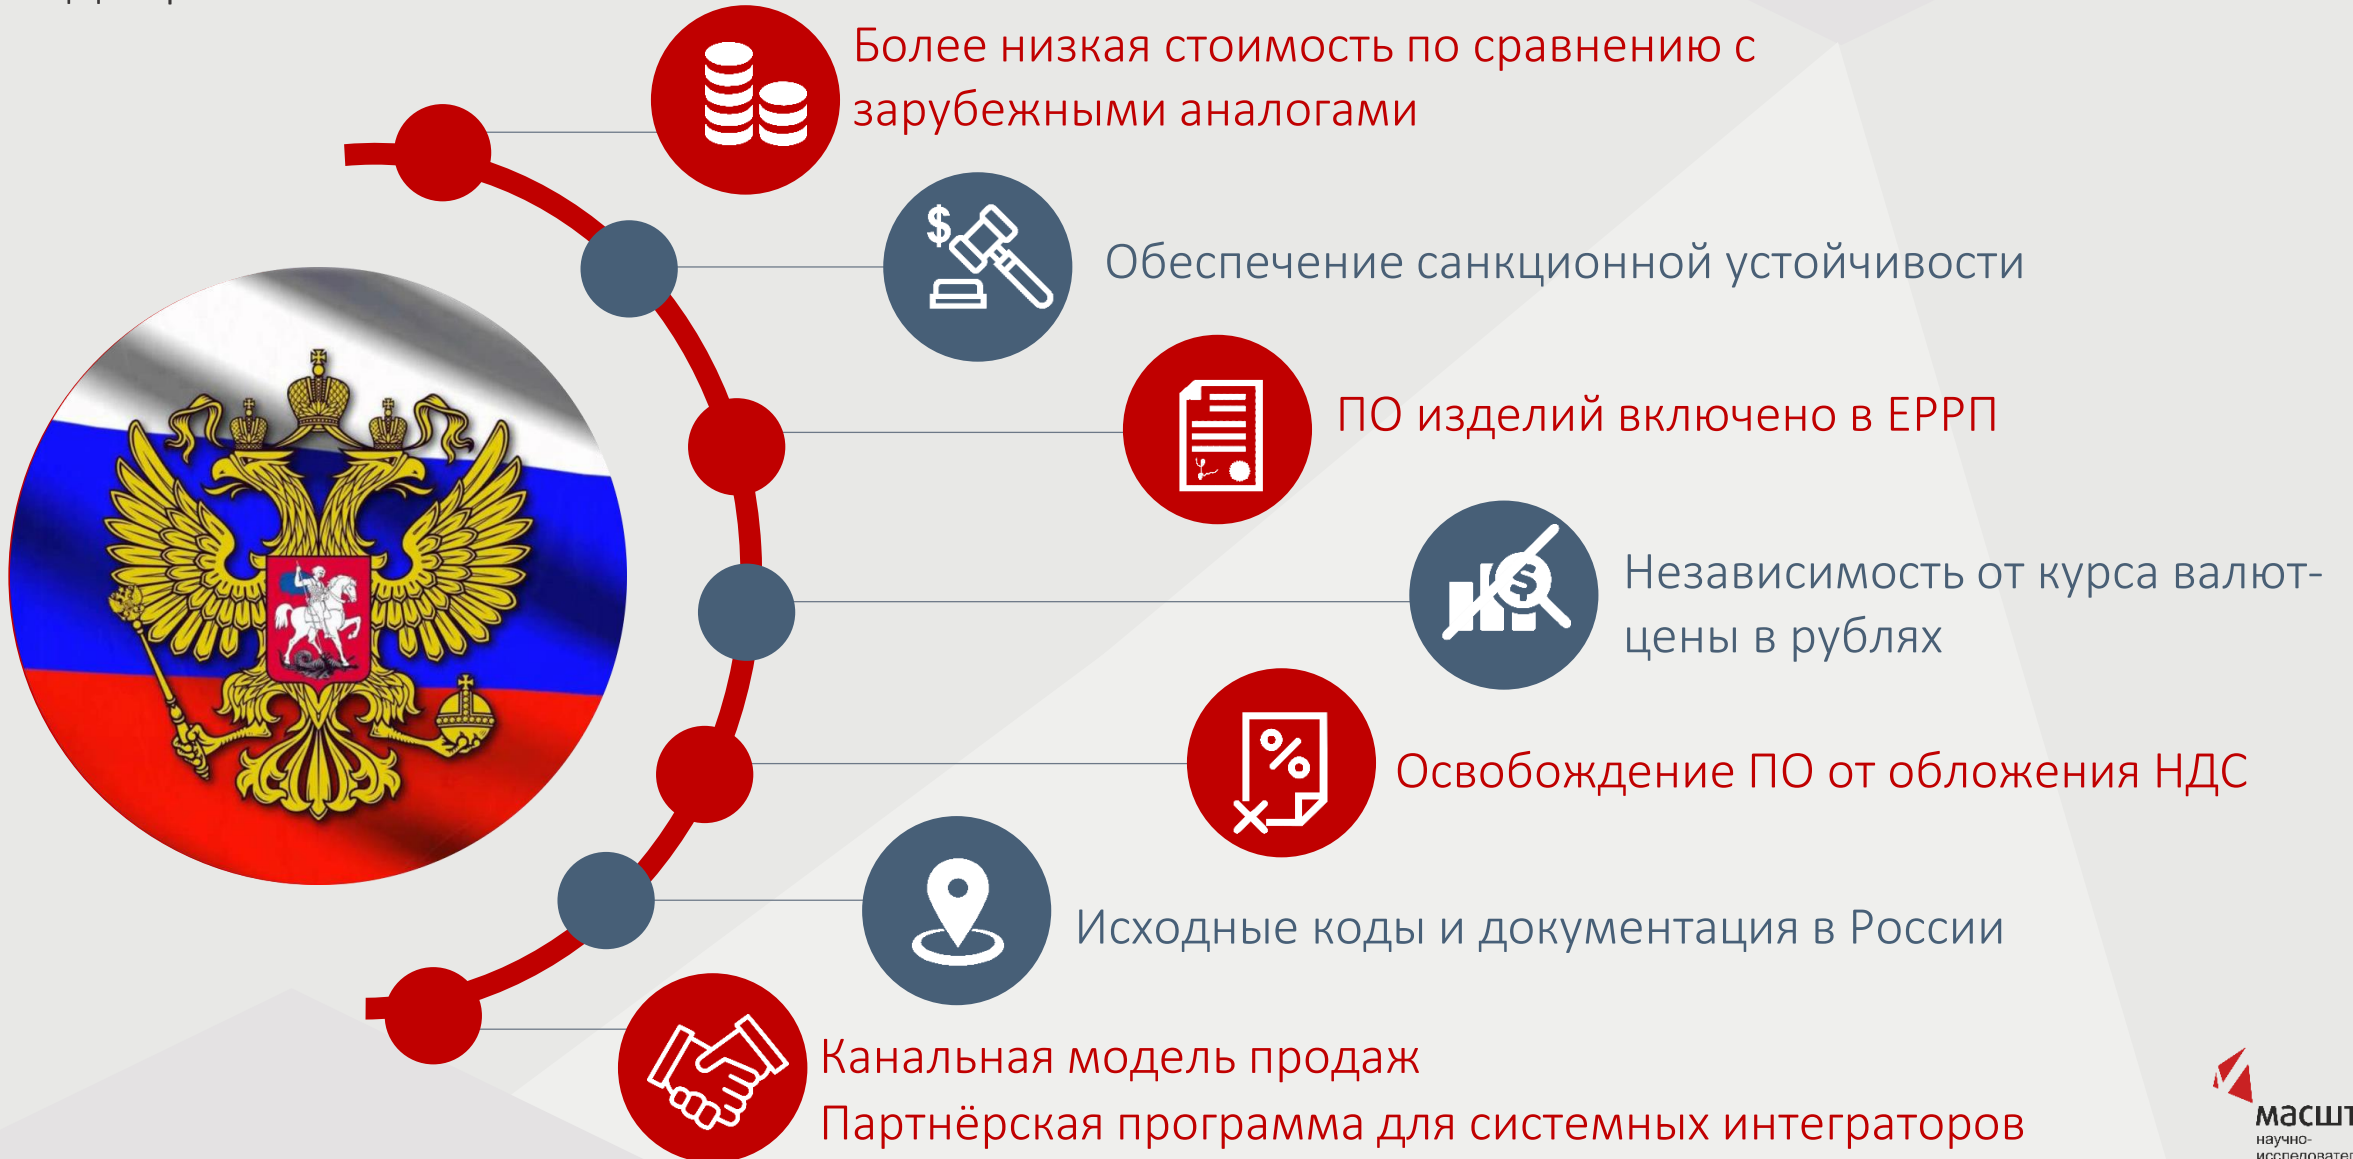 Более низкая стоимость по сравнению с
зарубежными аналогами
$
Обеспечение санкционной устойчивости
ПО изделий включено в ЕРРП
$
Независимость от курса валют-
цены в рублях
%
Освобождение ПО от обложения НДС
Исходные коды и документация в России
Канальная модель продаж
Партнёрская программа для системных интеграторов
научно-